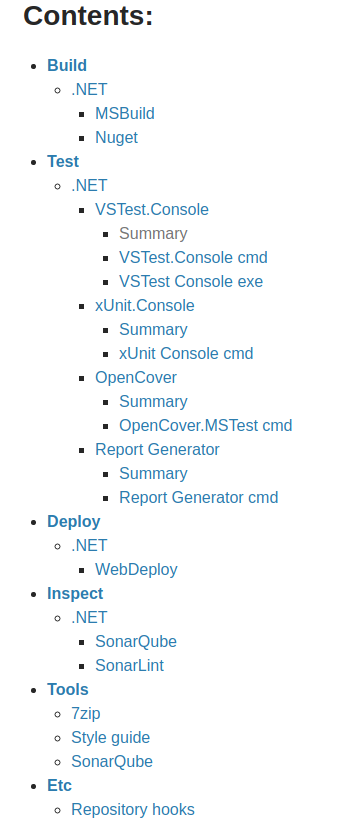 Contents:
Build
.NET
MSBuild
Nuget
Test
.NET
VSTest.Console
Summary
VSTest.Console cmd
VSTest Console exe
xUnit.Console
Summary
xUnit Console cmd
OpenCover
Summary
OpenCover.MSTest cmd
Report Generator
Summary
Report Generator cmd
Deploy
.NET
WebDeploy
Inspect
.NET
SonarQube
SonarLint
Tools
7zip
Style guide
SonarQube
Etc
Repository hooks